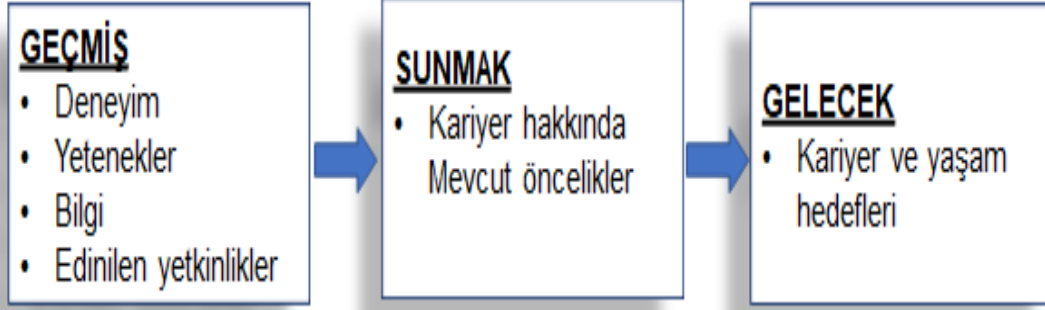 GEÇMİŞ
• Deneyim
• Yetenekler
• Bilgi
• Edinilen yetkinlikler
SUNMAK
• Kariyer hakkında
Mevcut öncelikler
GELECEK
• Kariyer ve yaşam
hedefleri